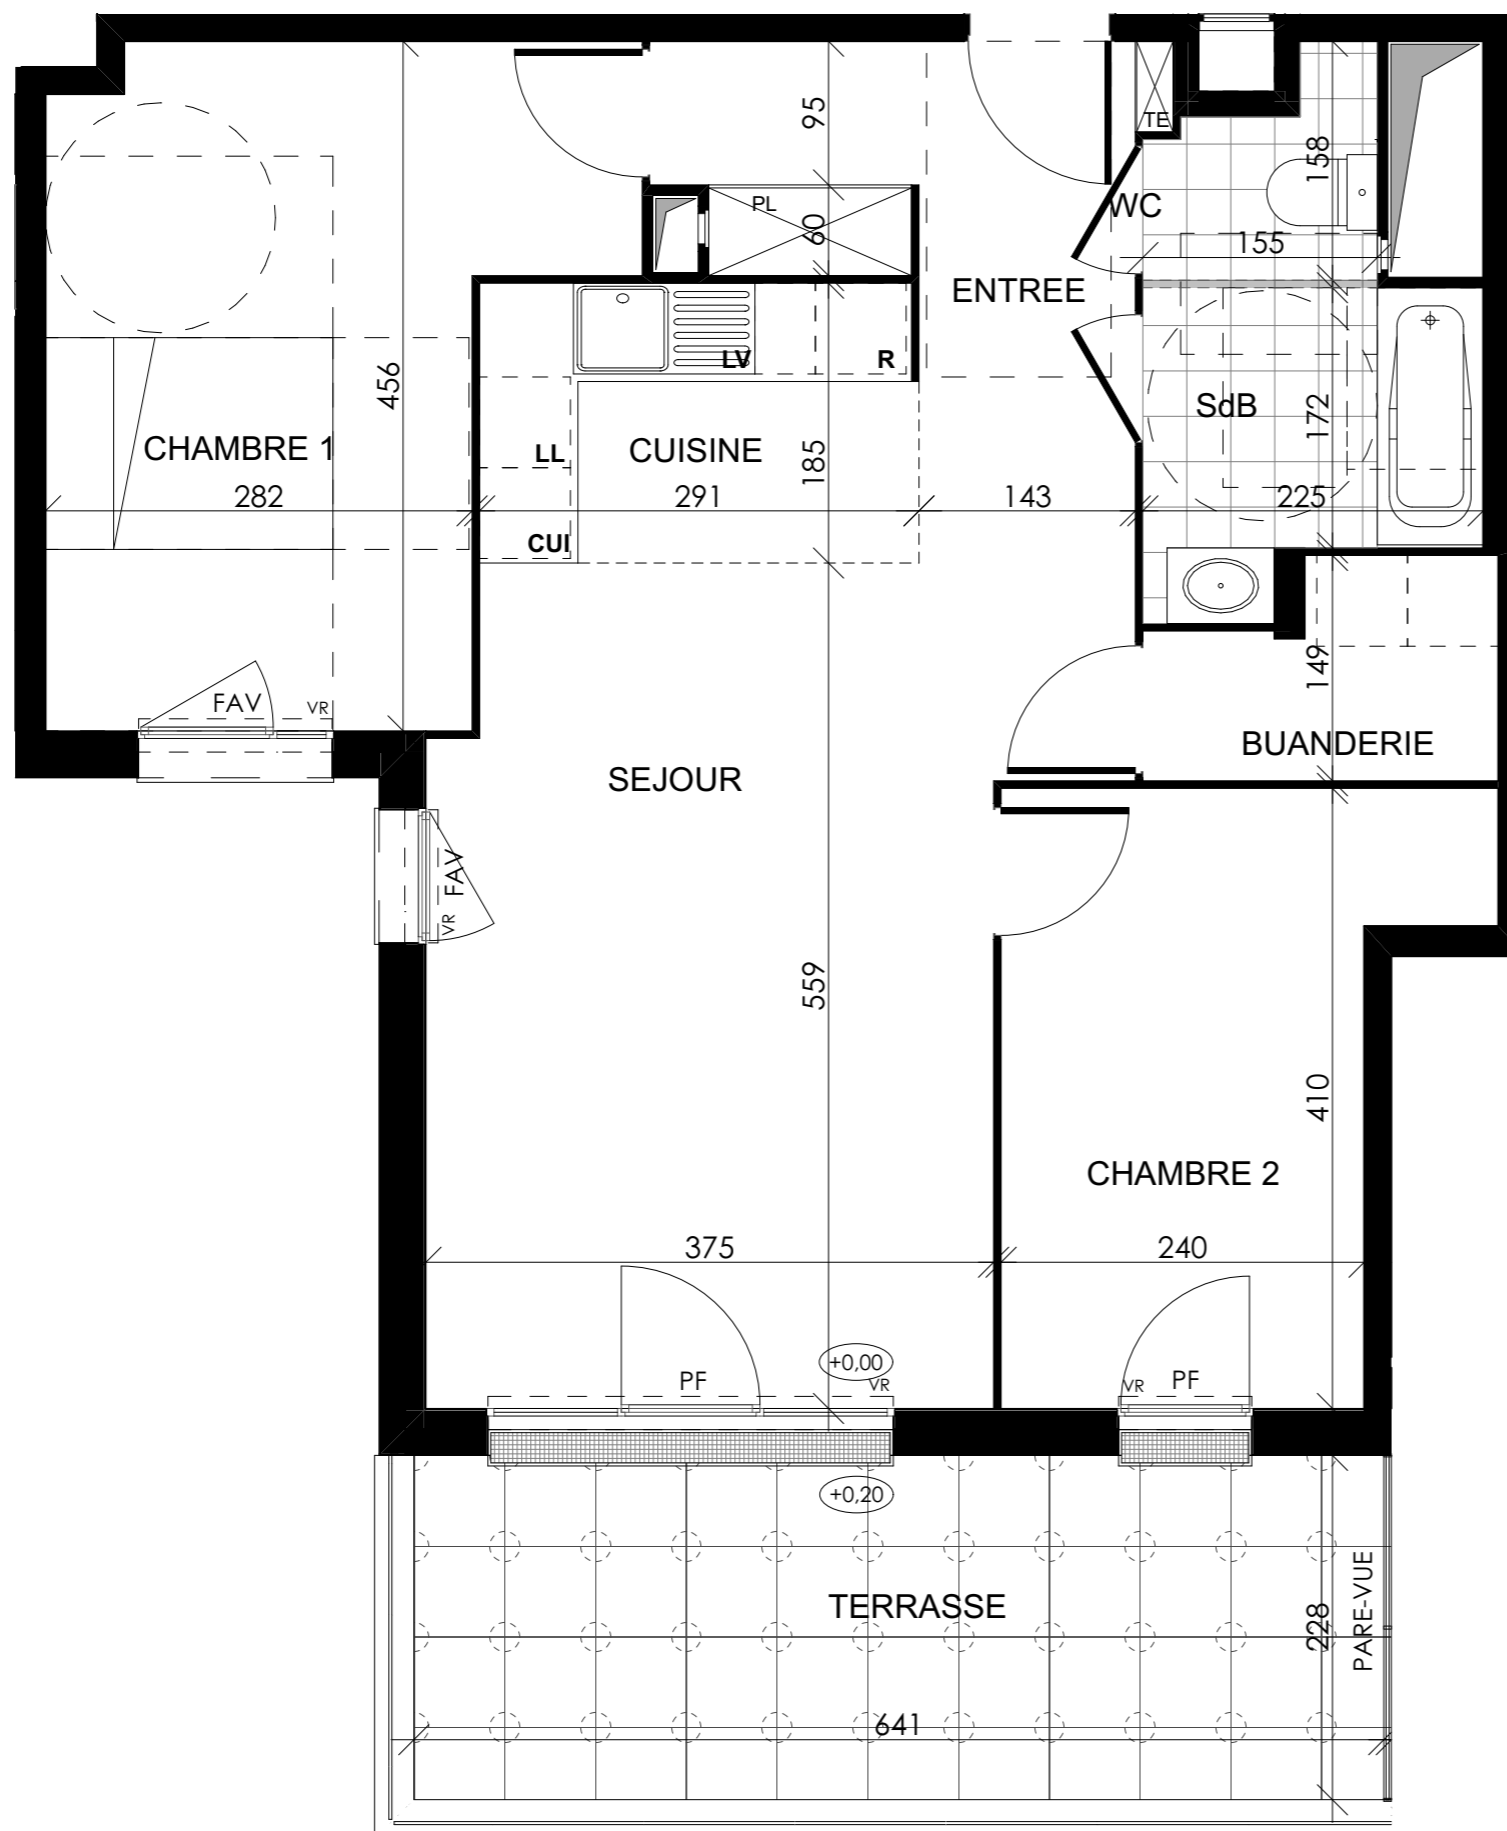 95
TE
158
WC
PL
60
155
ENTREE
LV
R
456
SdB
172
CHAMBRE 1
LL
CUISINE
185
282
291
143
225
CUI
149
FAV
VR
BUANDERIE
SEJOUR
FAV
VR
559
410
CHAMBRE 2
375
240
+0,00
PF
VR
VR
PF
+0,20
TERRASSE
228
PARE-VUE
641